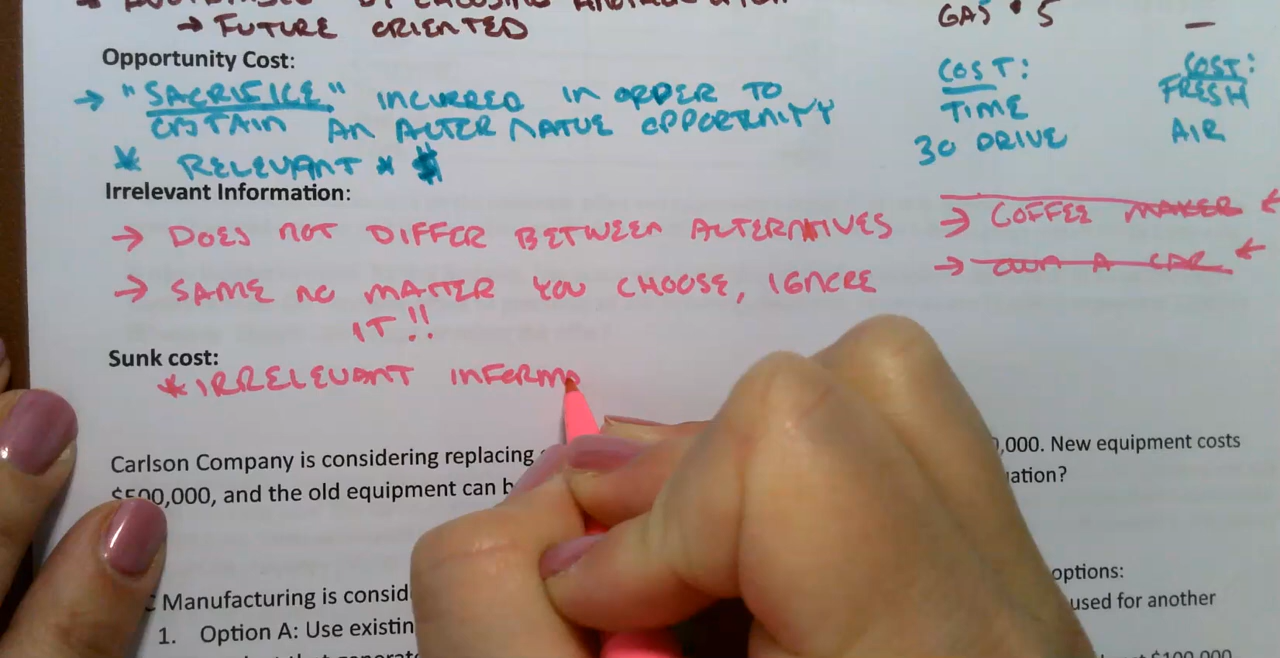 GAS $5 —
→ FUTURE ORIENTED
Opportunity Cost:
COST: COST:
→ "SACRIFICE" INCURRED IN ORDER TO
TIME FRESH
OBTAIN AN ALTERNATIVE OPPORTUNITY
30 DRIVE AIR
* RELEVANT * $
Irrelevant Information:
→ DOES NOT DIFFER BETWEEN ALTERNATIVES → COFFEE MAKER ←
→ SAME NO MATTER YOU CHOOSE, IGNORE → OWN A CAR ←
IT!!
Sunk cost:
* IRRELEVANT INFORMA
Carlson Company is considering replacing ,000. New equipment costs
$500,000, and the old equipment can b ation?
Manufacturing is consid options:
1. Option A: Use existin used for another